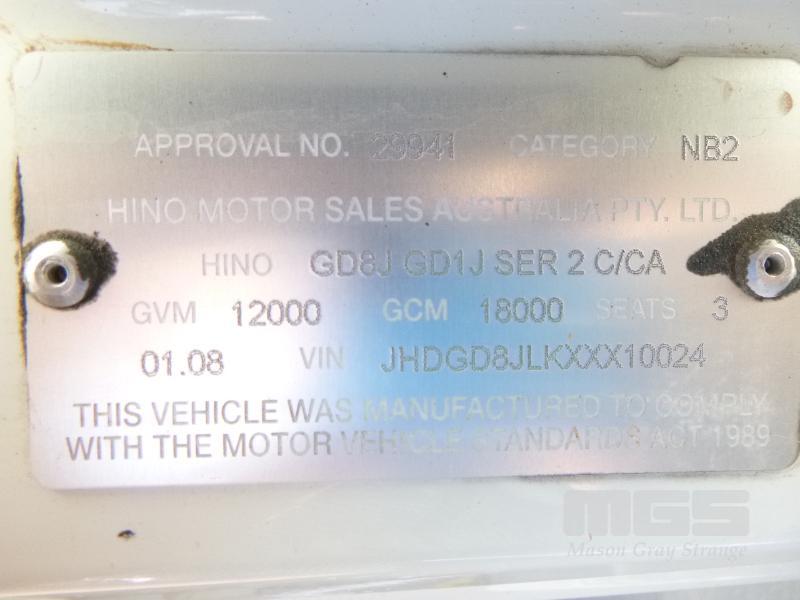 APPROVAL NO. 29941 CATEGORY NB2
HINO MOTOR SALES AUSTRALIA PTY. LTD.
HINO GD8J GD1J SER 2 C/CA
GVM 12000 GCM 18000 SEATS 3
01.08 VIN JHDGD8JLKXXX10024
THIS VEHICLE WAS MANUFACTURED TO COMPLY
WITH THE MOTOR VEHICLE STANDARDS ACT 1989
MGS
Mason Gray Strange